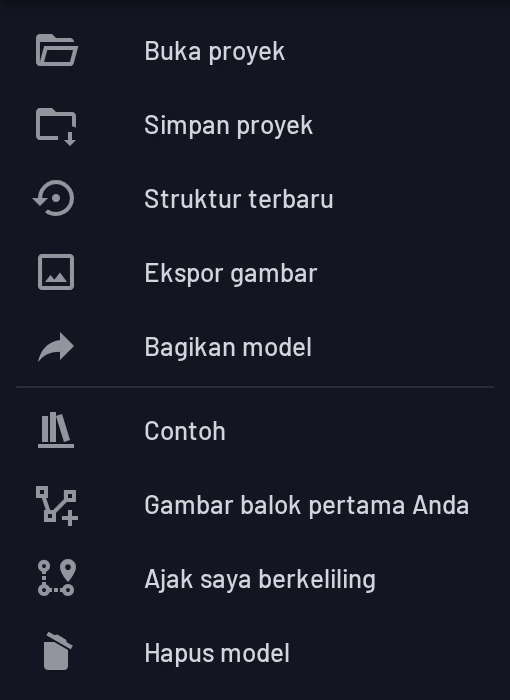 Buka proyek
Simpan proyek
Struktur terbaru
Ekspor gambar
Bagikan model
Contoh
Gambar balok pertama Anda
Ajak saya berkeliling
Hapus model